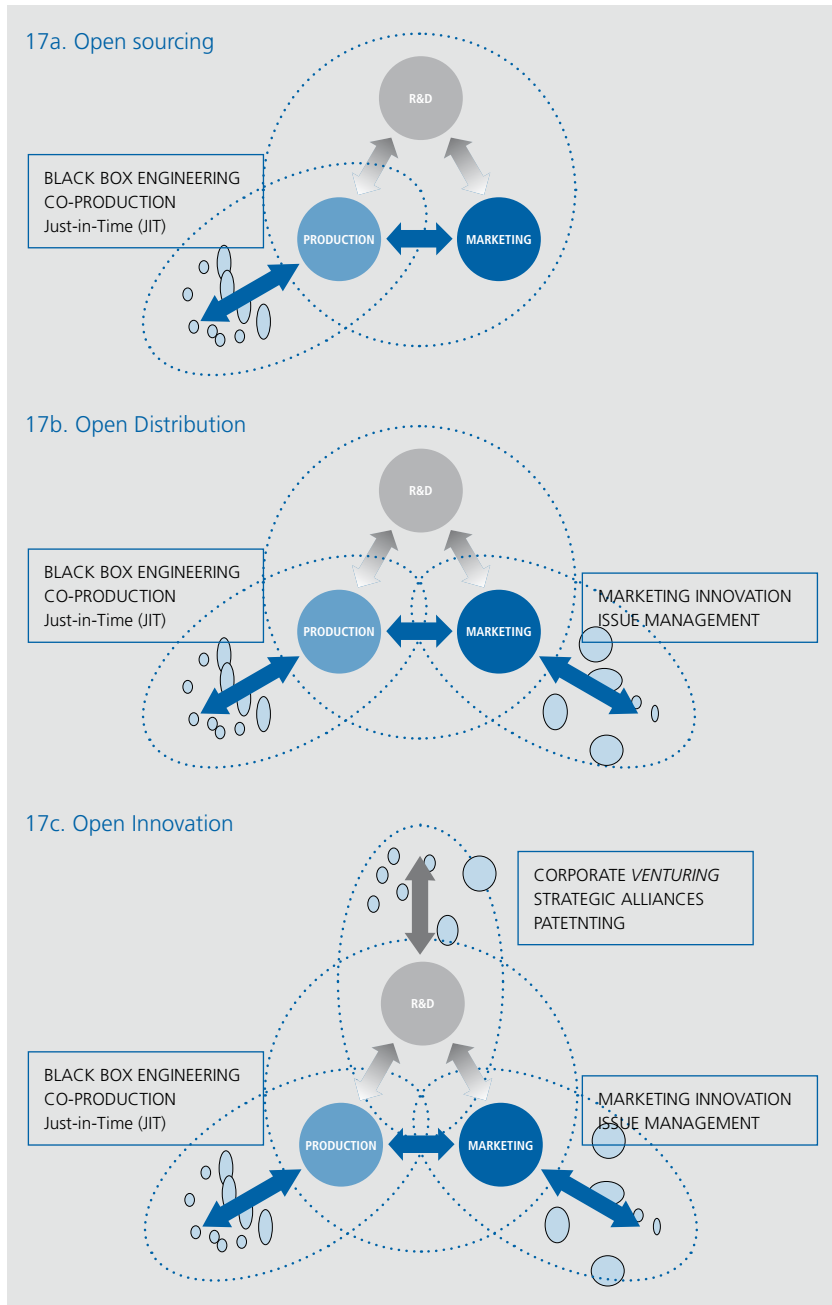 17a. Open sourcing
R&D
BLACK BOX ENGINEERING
CO-PRODUCTION
Just-in-Time (JIT)
PRODUCTION
MARKETING
17b. Open Distribution
R&D
BLACK BOX ENGINEERING
CO-PRODUCTION
Just-in-Time (JIT)
MARKETING INNOVATION
ISSUE MANAGEMENT
PRODUCTION
MARKETING
17c. Open Innovation
CORPORATE VENTURING
STRATEGIC ALLIANCES
PATETNTING
R&D
BLACK BOX ENGINEERING
CO-PRODUCTION
Just-in-Time (JIT)
MARKETING INNOVATION
ISSUE MANAGEMENT
PRODUCTION
MARKETING